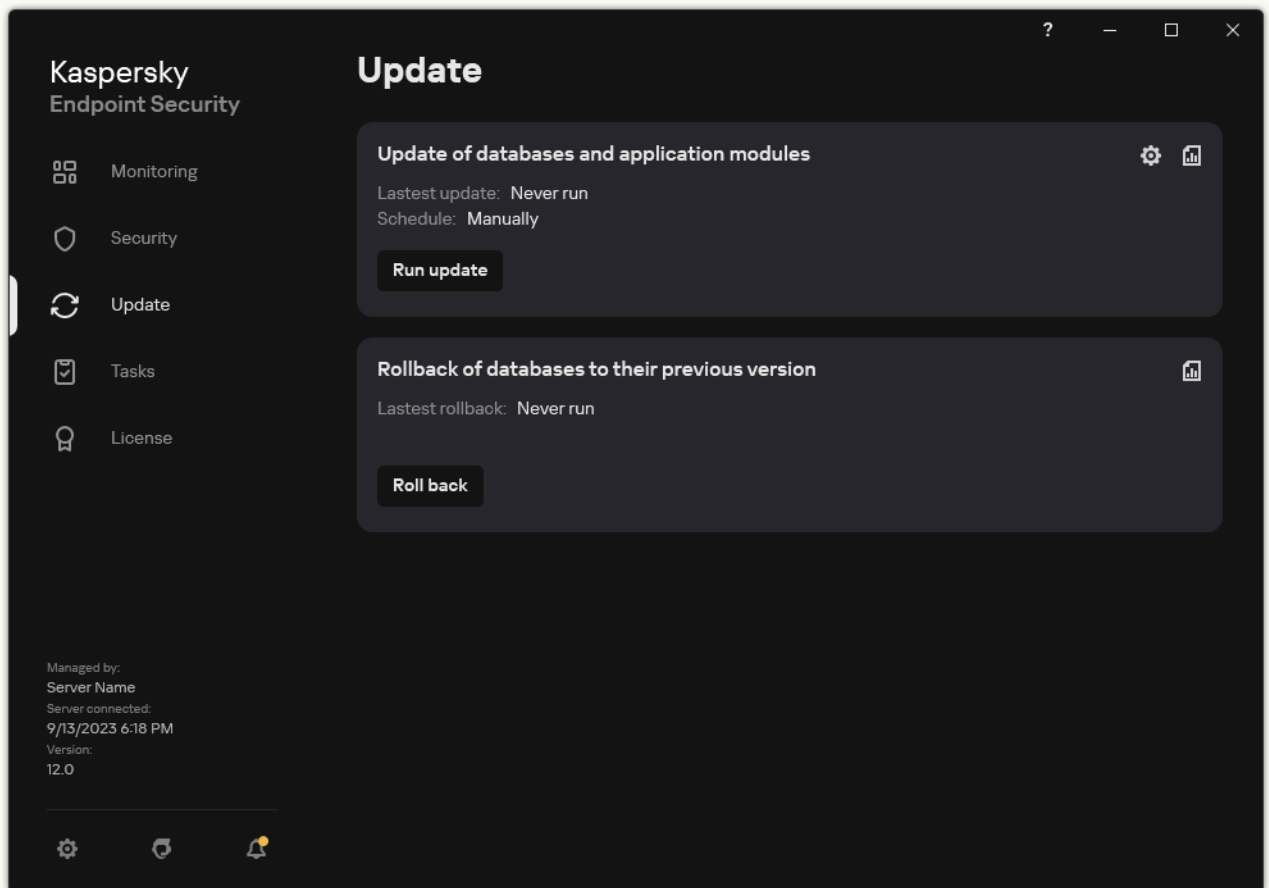 ?
Kaspersky
Endpoint Security
Monitoring
Security
Update
Tasks
License
Managed by:
Server Name
Server connected:
9/13/2023 6:18 PM
Version:
12.0
Update
Update of databases and application modules
Lastest update: Never run
Schedule: Manually
Run update
Rollback of databases to their previous version
Lastest rollback: Never run
Roll back